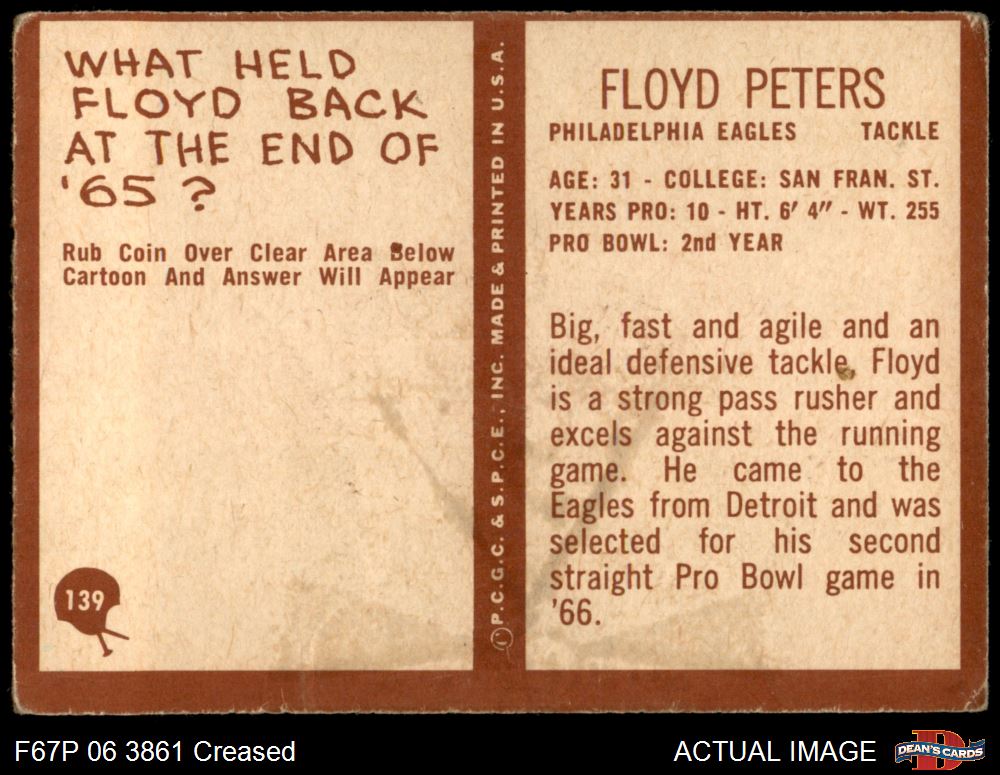 WHAT HELD
FLOYD BACK
AT THE END OF
'65 ?
Rub Coin Over Clear Area Below
Cartoon And Answer Will Appear
139
©P.C.G.C. & S.P.C.E., INC. MADE & PRINTED IN U.S.A.
FLOYD PETERS
PHILADELPHIA EAGLES TACKLE
AGE: 31 - COLLEGE: SAN FRAN. ST.
YEARS PRO: 10 - HT. 6' 4" - WT. 255
PRO BOWL: 2nd YEAR
Big, fast and agile and an
ideal defensive tackle, Floyd
is a strong pass rusher and
excels against the running
game. He came to the
Eagles from Detroit and was
selected for his second
straight Pro Bowl game in
'66.
F67P 06 3861 Creased
ACTUAL IMAGE
D
DEAN'S CARDS